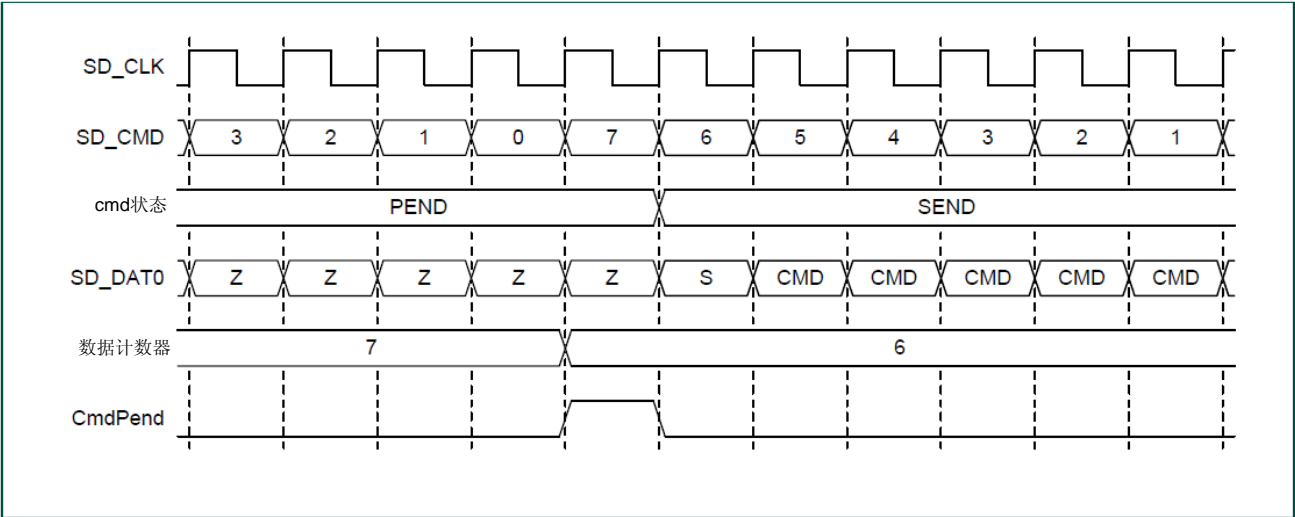 SD_CLK
SD_CMD 3 2 1 0 7 6 5 4 3 2 1
cmd状态 PEND SEND
SD_DAT0 Z Z Z Z Z S CMD CMD CMD CMD CMD
数据计数器 7 6
CmdPend